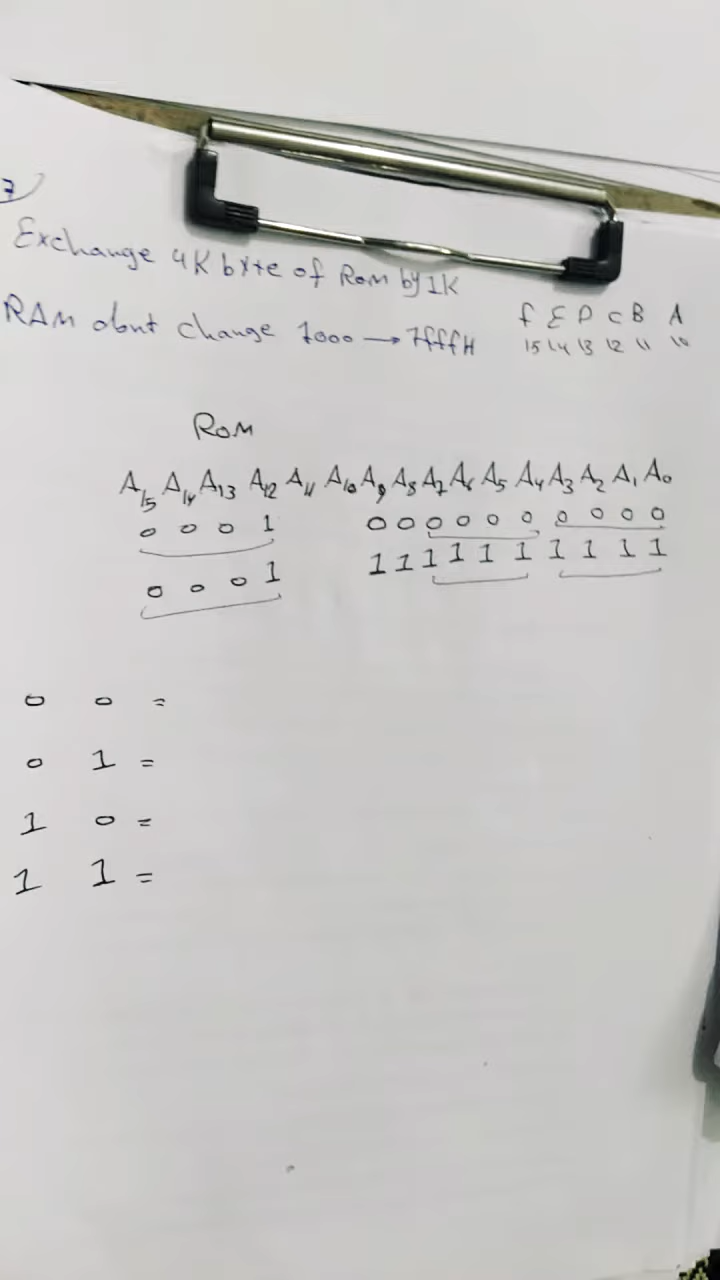 7
Exchange 4K byte of Rom by 1K
RAM dont change 7000 → 7fffH
f E D C B A
15 14 13 12 11 10
ROM
A15 A14 A13 A12 A11 A10 A9 A8 A7 A6 A5 A4 A3 A2 A1 A0
0 0 0 1 0 0 0 0 0 0 0 0 0 0
0 0 0 1 1 1 1 1 1 1 1 1 1 1
0 0 =
0 1 =
1 0 =
1 1 =